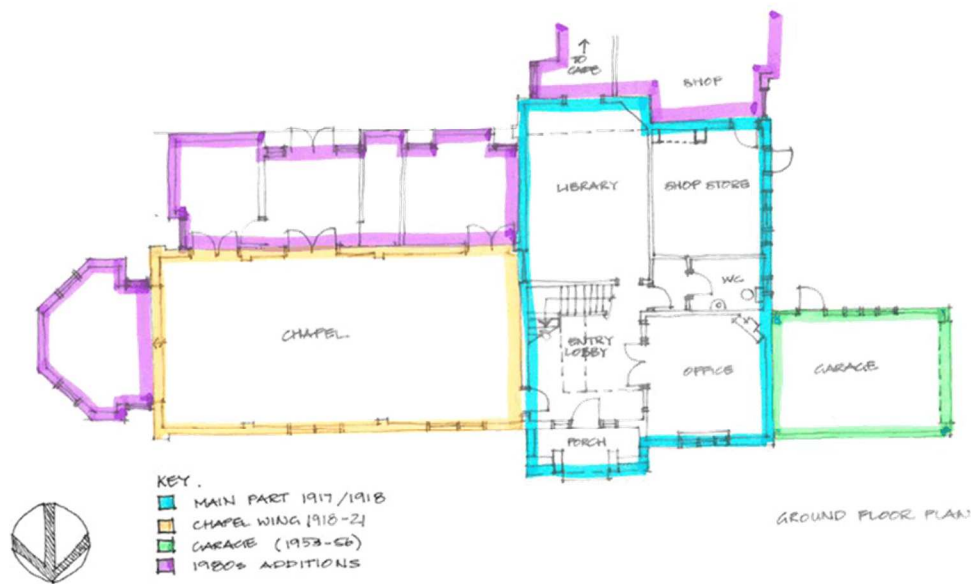 TO
CAFE
SHOP
LIBRARY
SHOP STORE
WC
CHAPEL
ENTRY
LOBBY
OFFICE
GARAGE
PORCH
KEY.
MAIN PART 1917/1918
CHAPEL WING 1918-21
GARAGE (1953-56)
1980s ADDITIONS
GROUND FLOOR PLAN